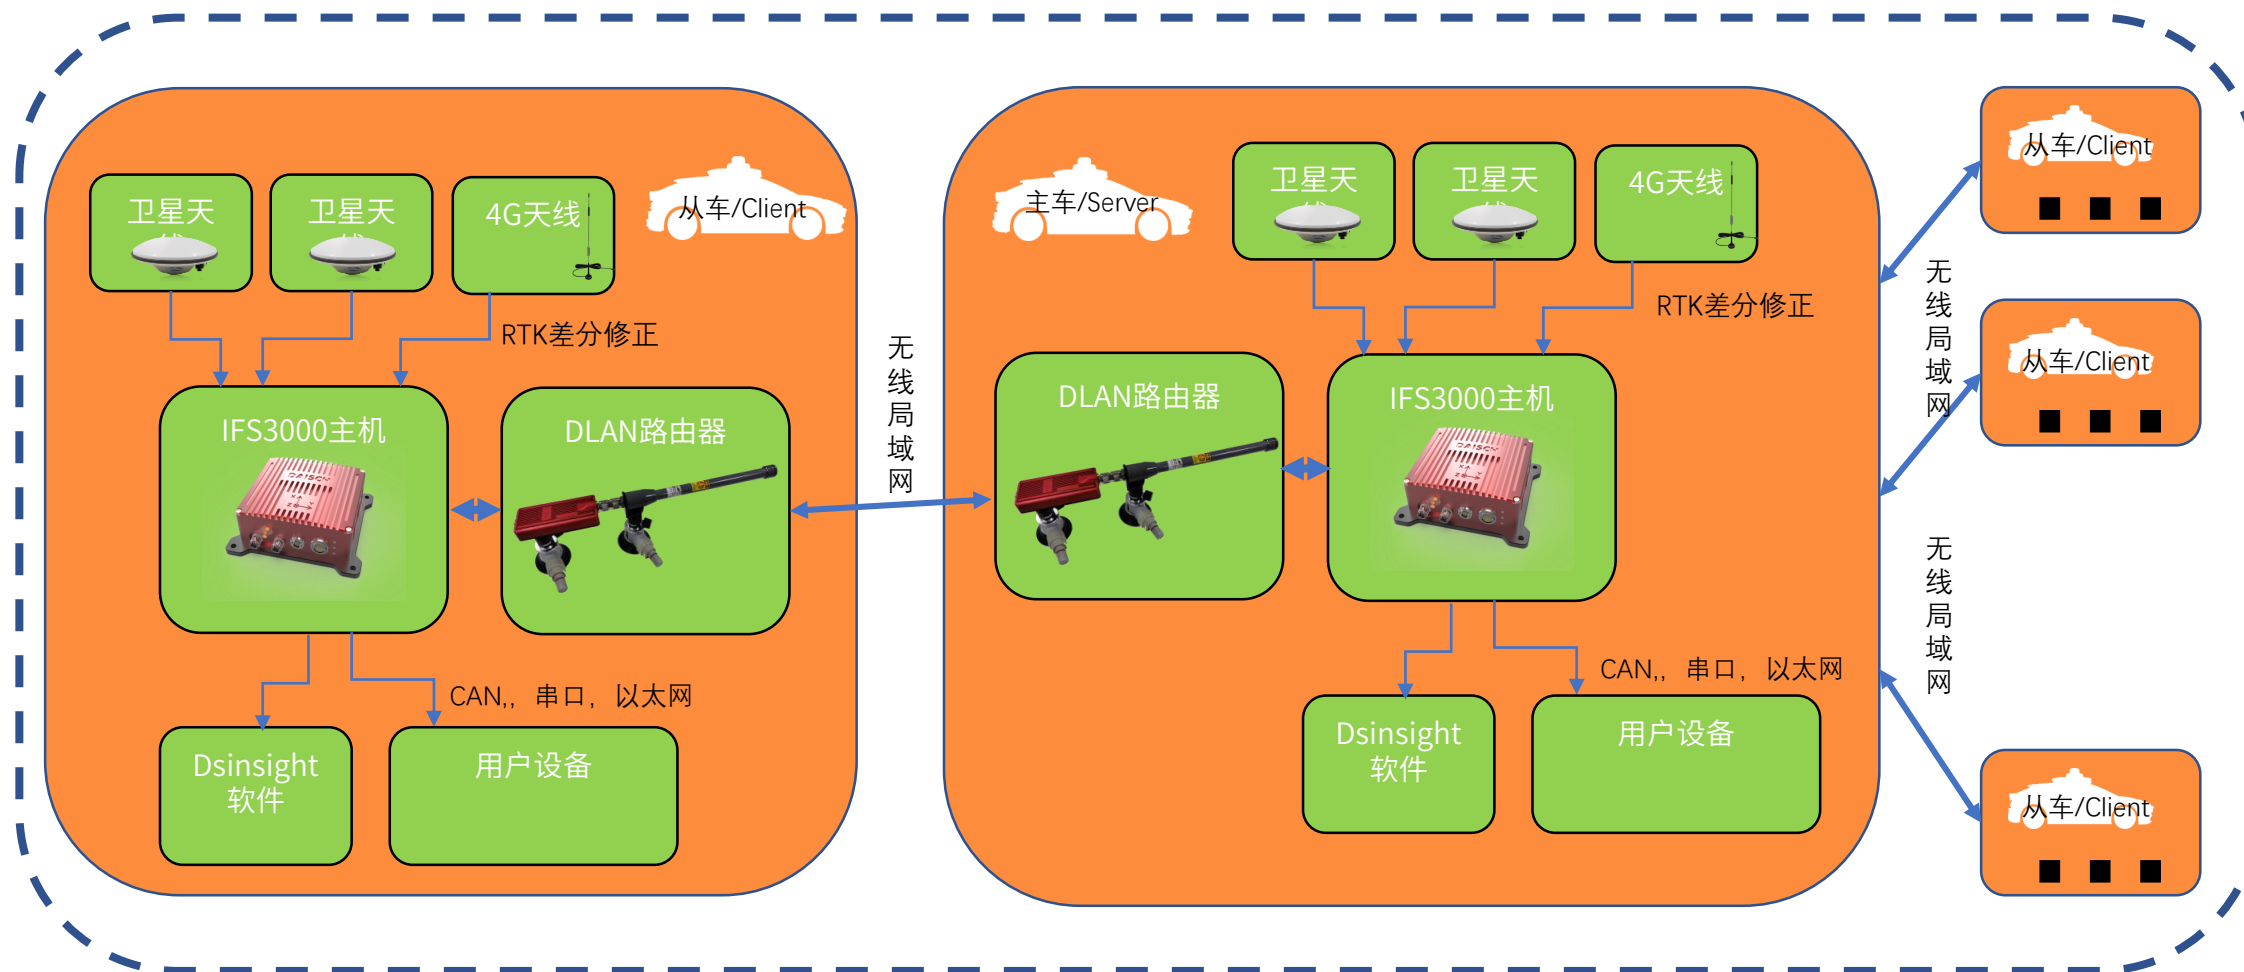 从车/Client
卫星天
卫星天
4G天线
RTK差分修正
IFS3000主机
DLAN路由器
CAN,, 串口, 以太网
Dsinsight
软件
用户设备
无线局域网
主车/Server
卫星天
卫星天
4G天线
RTK差分修正
DLAN路由器
IFS3000主机
CAN,, 串口, 以太网
Dsinsight
软件
用户设备
无线局域网
无线局域网
从车/Client
从车/Client
从车/Client